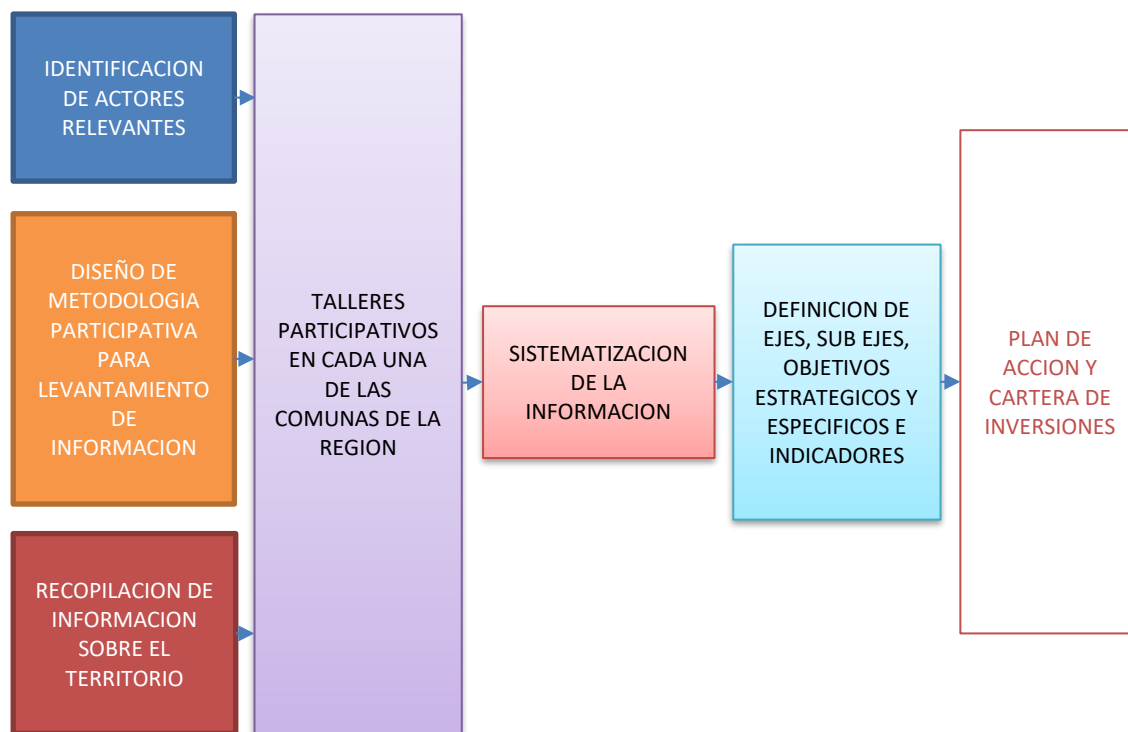 IDENTIFICACION
DE ACTORES
RELEVANTES
DISEÑO DE
METODOLOGIA
PARTICIPATIVA
PARA
LEVANTAMIENTO
DE
INFORMACION
RECOPILACION DE
INFORMACION
SOBRE EL
TERRITORIO
TALLERES
PARTICIPATIVOS
EN CADA UNA
DE LAS
COMUNAS DE LA
REGION
SISTEMATIZACION
DE LA
INFORMACION
DEFINICION DE
EJES, SUB EJES,
OBJETIVOS
ESTRATEGICOS Y
ESPECIFICOS E
INDICADORES
PLAN DE
ACCION Y
CARTERA DE
INVERSIONES